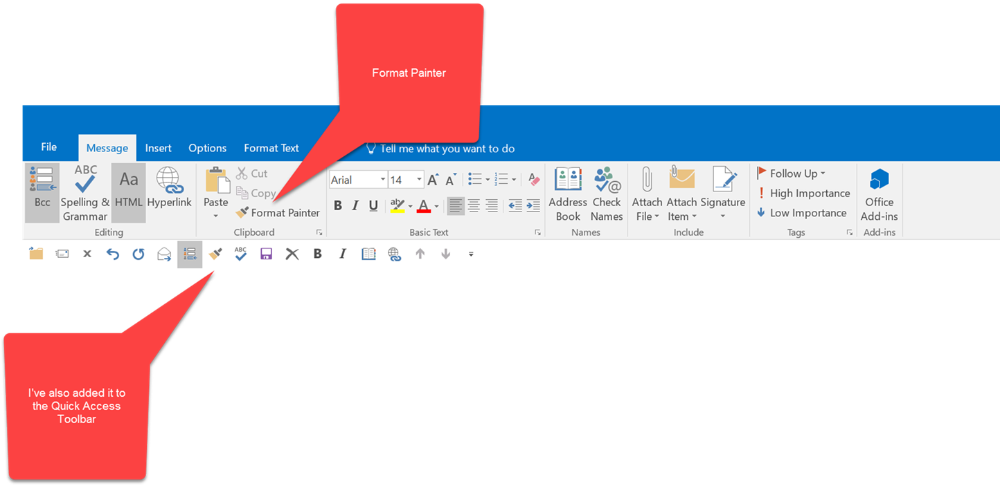 Format Painter
File Message Insert Options Format Text Tell me what you want to do
Bcc
ABC
Spelling &
Grammar
Aa
HTML
Hyperlink
Editing
Paste
Cut
Copy
Format Painter
Clipboard
Arial 14 A A
B I U ab A
Basic Text
Address
Book
Check
Names
Names
Attach
File
Attach
Item
Signature
Include
Follow Up
High Importance
Low Importance
Tags
Office
Add-ins
Add-ins
ABC B I
I've also added it to
the Quick Access
Toolbar